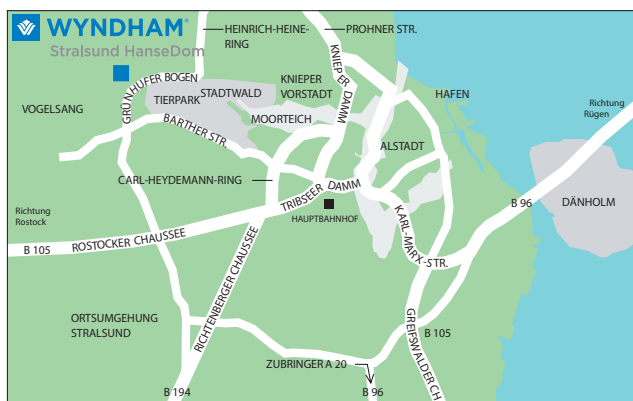 WYNDHAM®
Stralsund HanseDom
HEINRICH-HEINE-
RING
PROHNER STR.
KNIEPER DAMM
GRÜNHUFER BOGEN
STADTWALD
TIERPARK
KNIEPER
VORSTADT
HAFEN
VOGELSANG
MOORTEICH
BARTHER STR.
ALSTADT
Richtung
Rügen
CARL-HEYDEMANN-RING
TRIBSEER DAMM
HAUPTBAHNHOF
B 96
DÄNHOLM
Richtung
Rostock
B 105
ROSTOCKER CHAUSSEE
KARL-MARX-STR.
RICHTENBERGER CHAUSSEE
ORTSUMGEHUNG
STRALSUND
B 105
GREIFSWALDER CH
ZUBRINGER A 20
B 194
B 96